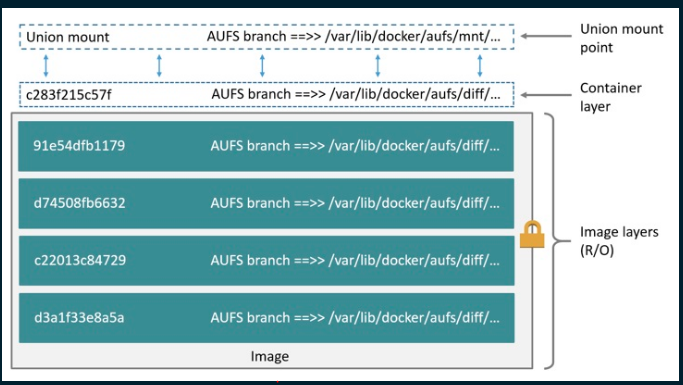 Union mount AUFS branch ==>> /var/lib/docker/aufs/mnt/...
Union mount
point
c283f215c57f AUFS branch ==>> /var/lib/docker/aufs/diff/...
Container
layer
91e54dfb1179 AUFS branch ==>> /var/lib/docker/aufs/diff/...
d74508fb6632 AUFS branch ==>> /var/lib/docker/aufs/diff/...
c22013c84729 AUFS branch ==>> /var/lib/docker/aufs/diff/...
d3a1f33e8a5a AUFS branch ==>> /var/lib/docker/aufs/diff/...
Image layers
(R/O)
Image